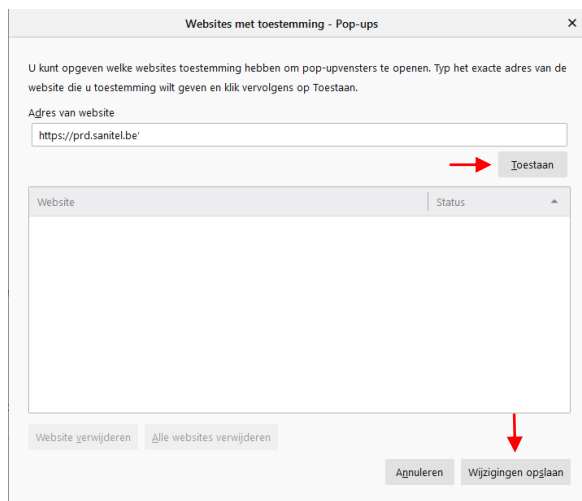 Websites met toestemming - Pop-ups
U kunt opgeven welke websites toestemming hebben om pop-upvensters te openen. Typ het exacte adres van de
website die u toestemming wilt geven en klik vervolgens op Toestaan.
Adres van website
https://prd.sanitel.be'
Toestaan
Website Status
Website verwijderen Alle websites verwijderen
Annuleren Wijzigingen opslaan